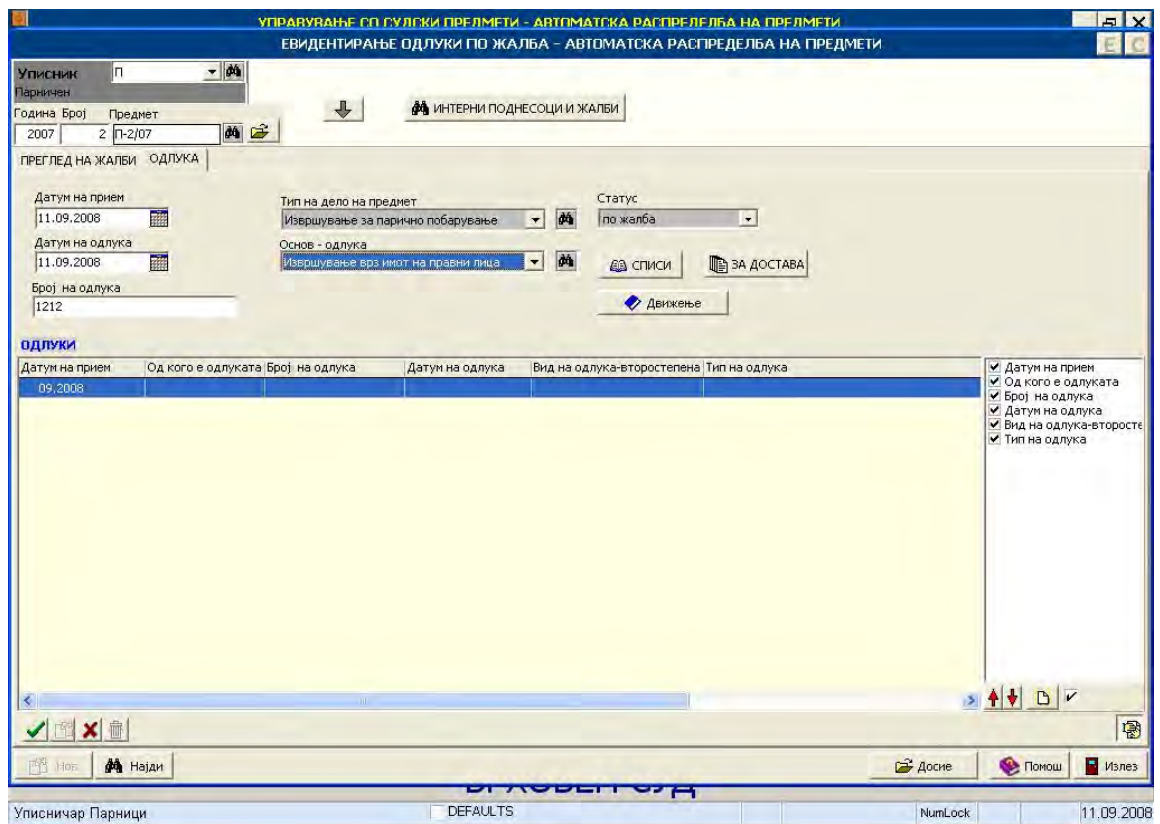 УПРАВУВАЊЕ СО СУДСКИ ПРЕДМЕТИ - АВТОМАТСКА РАСПРЕДЕЛБА НА ПРЕДМЕТИ
ЕВИДЕНТИРАЊЕ ОДЛУКИ ПО ЖАЛБА - АВТОМАТСКА РАСПРЕДЕЛБА НА ПРЕДМЕТИ
E C
Уписник П
Парничен
ИНТЕРНИ ПОДНЕСОЦИ И ЖАЛБИ
Година Број Предмет
2007 2 П-2/07
ПРЕГЛЕД НА ЖАЛБИ ОДЛУКА
Датум на прием Тип на дело на предмет Статус
11.09.2008 Извршување за парично побарување по жалба
Датум на одлука Основ - одлука
11.09.2008 Извршување врз имот на правни лица СПИСИ ЗА ДОСТАВА
Број на одлука
1212 Движење
ОДЛУКИ
Датум на прием Од кого е одлуката Број на одлука Датум на одлука Вид на одлука-второстепена Тип на одлука
09.2008
Датум на прием
Од кого е одлуката
Број на одлука
Датум на одлука
Вид на одлука-второсте
Тип на одлука
Нов Најди Досие Помош Излез
ВРХОВЕН СУД
Уписничар Парници DEFAULTS NumLock 11.09.2008